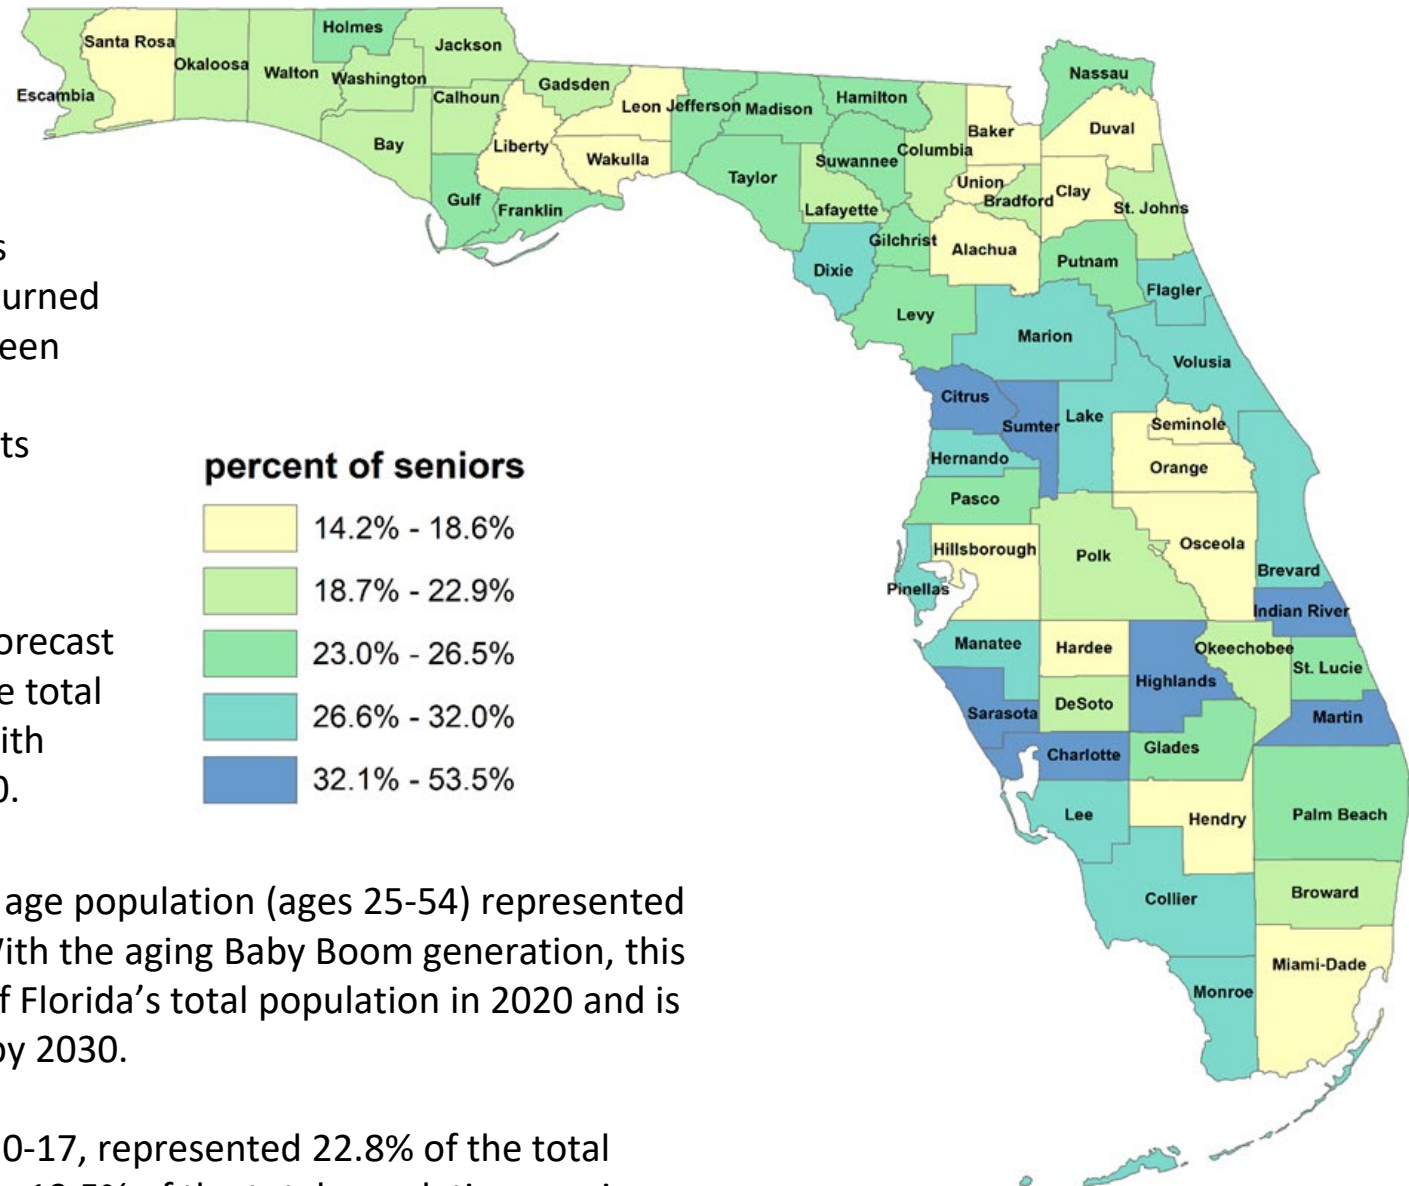 Holmes
Santa Rosa
Jackson
Okaloosa
Walton
Washington
Escambia
Calhoun
Gadsden
Leon
Jefferson
Madison
Hamilton
Nassau
Baker
Duval
Bay
Liberty
Wakulla
Suwannee
Columbia
Taylor
Union
Bradford
Clay
Gulf
Franklin
Lafayette
St. Johns
Gilchrist
Alachua
Dixie
Putnam
Flagler
Levy
Marion
Volusia
Citrus
Sumter
Lake
Seminole
Hernando
Orange
Pasco
Hillsborough
Polk
Osceola
Brevard
Pinellas
Indian River
Manatee
Hardee
Okeechobee
St. Lucie
Highlands
Sarasota
DeSoto
Martin
Charlotte
Glades
Lee
Hendry
Palm Beach
Collier
Broward
Miami-Dade
Monroe
percent of seniors
14.2% - 18.6%
18.7% - 22.9%
23.0% - 26.5%
26.6% - 32.0%
32.1% - 53.5%
s
urned
een
ts
orecast
e total
ith
0.
age population (ages 25-54) represented
With the aging Baby Boom generation, this
of Florida’s total population in 2020 and is
by 2030.
0-17, represented 22.8% of the total